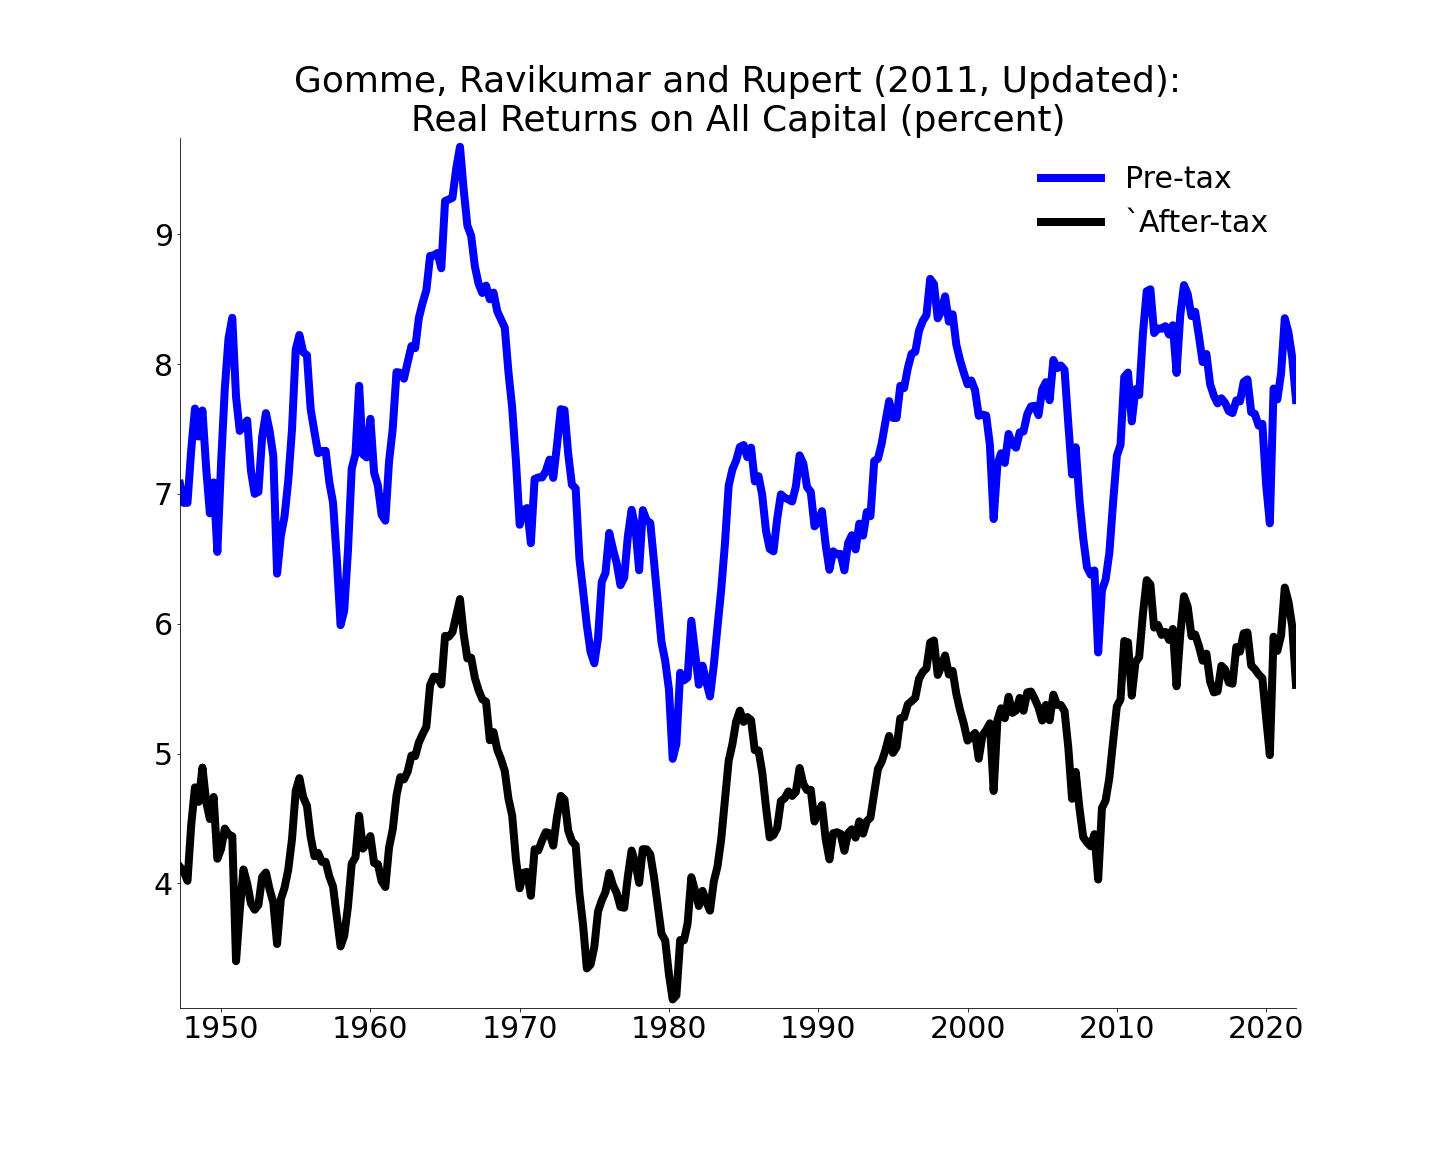 Gomme, Ravikumar and Rupert (2011, Updated):
Real Returns on All Capital (percent)
Pre-tax
`After-tax
9
8
7
6
5
4
1950 1960 1970 1980 1990 2000 2010 2020